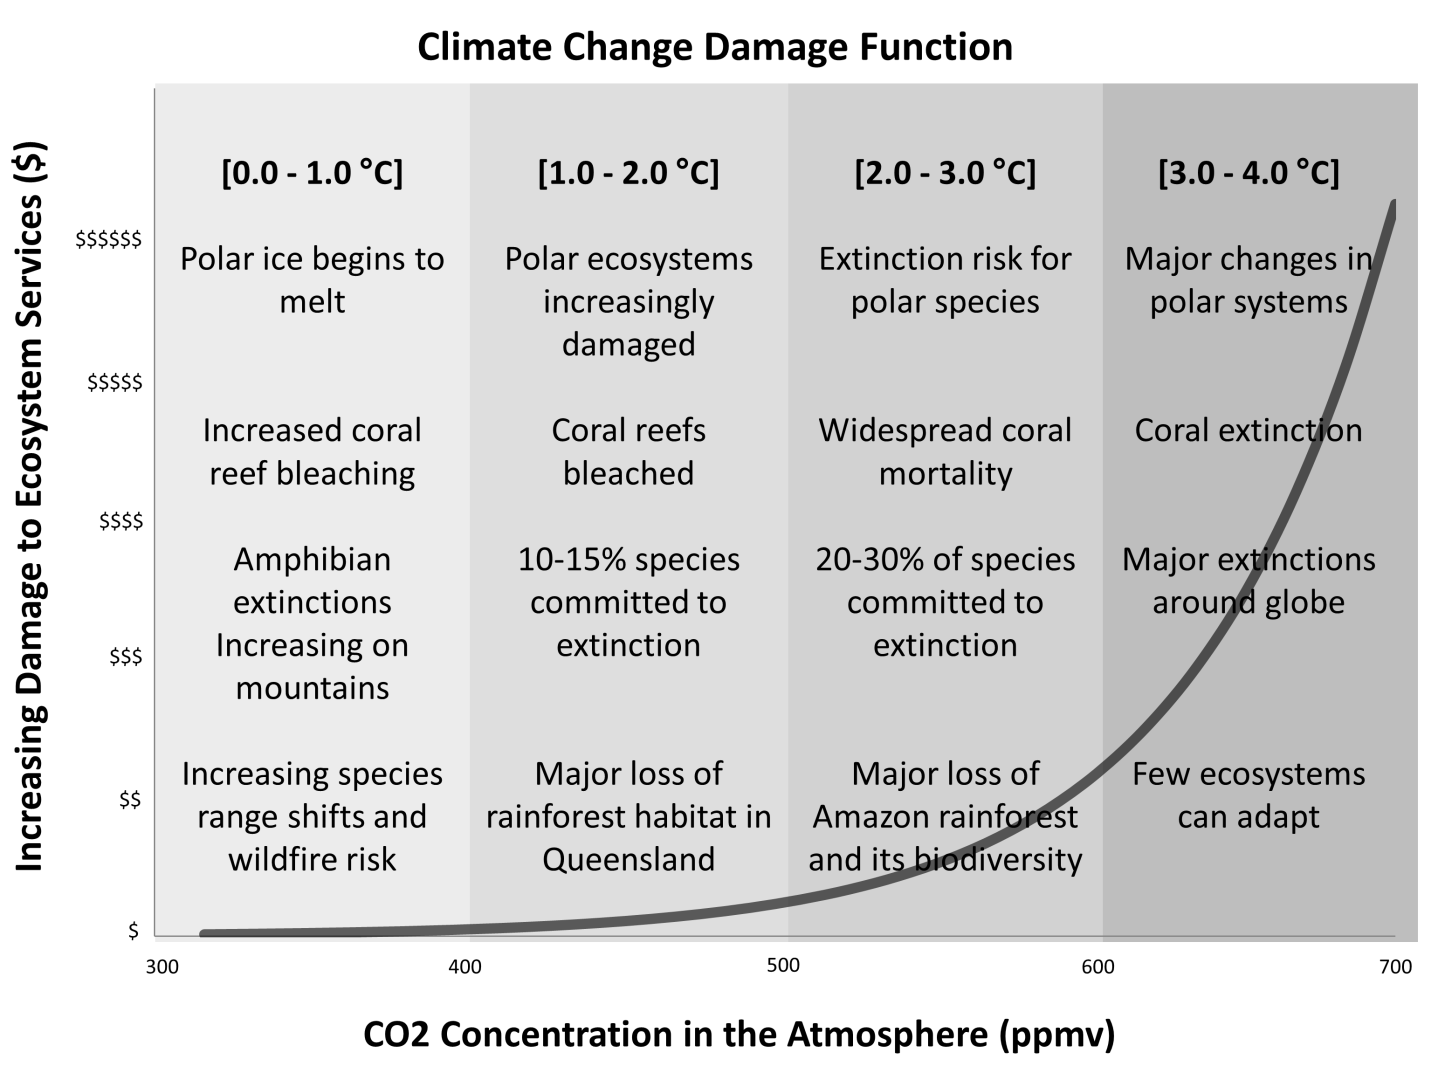 Climate Change Damage Function
Increasing Damage to Ecosystem Services ($)
$$$$$$
$$$$$
$$$$
$$$
$$
$
[0.0 - 1.0 °C]
Polar ice begins to
melt
Increased coral
reef bleaching
Amphibian
extinctions
Increasing on
mountains
Increasing species
range shifts and
wildfire risk
[1.0 - 2.0 °C]
Polar ecosystems
increasingly
damaged
Coral reefs
bleached
10-15% species
committed to
extinction
Major loss of
rainforest habitat in
Queensland
[2.0 - 3.0 °C]
Extinction risk for
polar species
Widespread coral
mortality
20-30% of species
committed to
extinction
Major loss of
Amazon rainforest
and its biodiversity
[3.0 - 4.0 °C]
Major changes in
polar systems
Coral extinction
Major extinctions
around globe
Few ecosystems
can adapt
300 400 500 600 700
CO2 Concentration in the Atmosphere (ppmv)